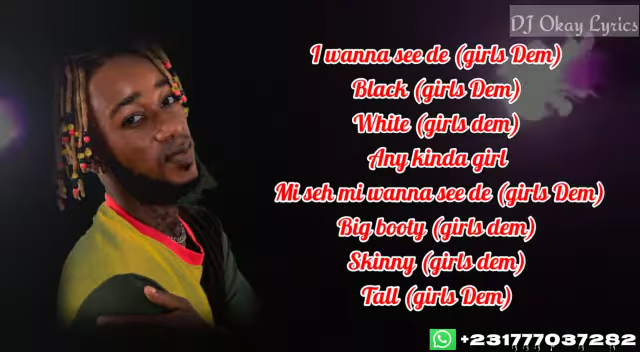 DJ Okay Lyrics
I wanna see de (girls Dem)
Black (girls Dem)
White (girls dem)
Any kinda girl
Mi seh mi wanna see de (girls Dem)
Big booty (girls dem)
Skinny (girls dem)
Tall (girls Dem)
+231777037282